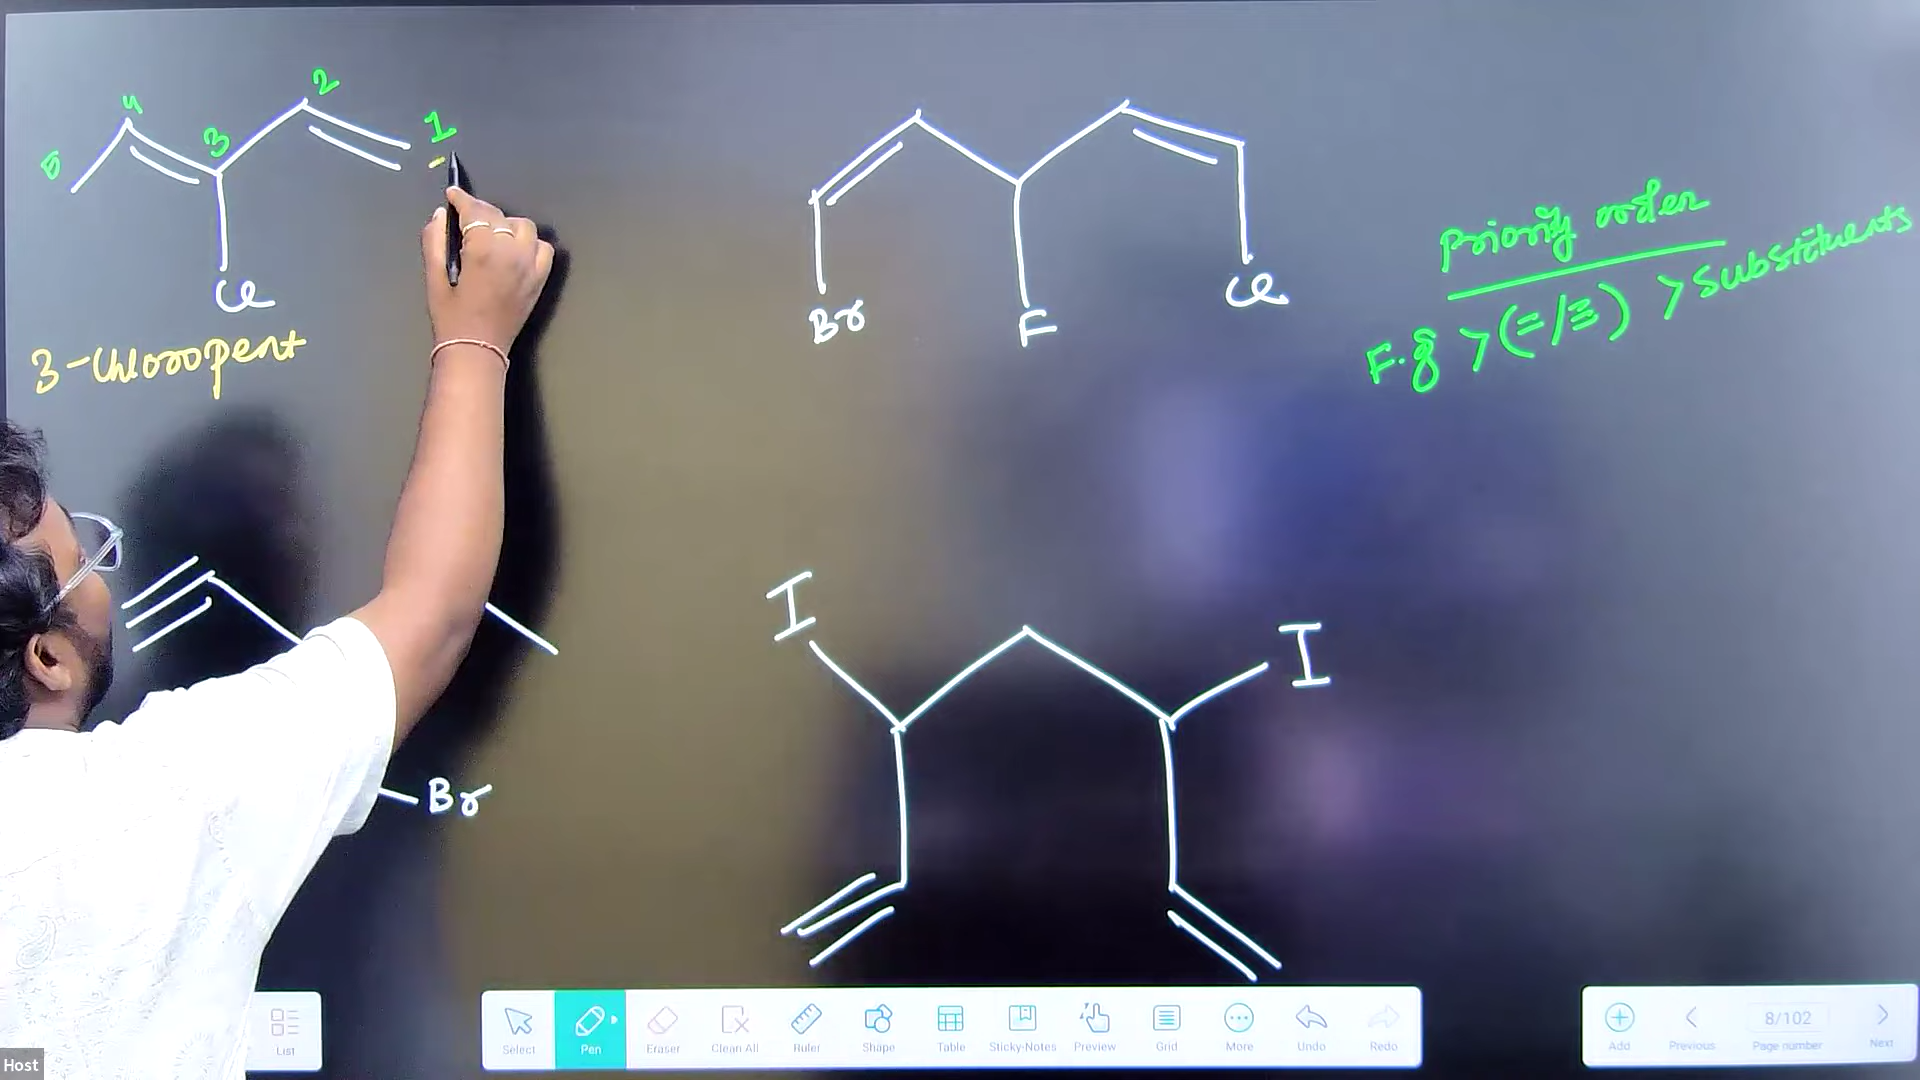 5
4
3
2
1
Cl
3-Chloropent
Br
F
Cl
Priority order
F.g > (=/≡) > substituents
I
I
Br
List
Select
Pen
Eraser
Clean All
Ruler
Shape
Table
Sticky-Notes
Preview
Grid
More
Undo
Redo
Add
Previous
8/102
Page number
Next
Host